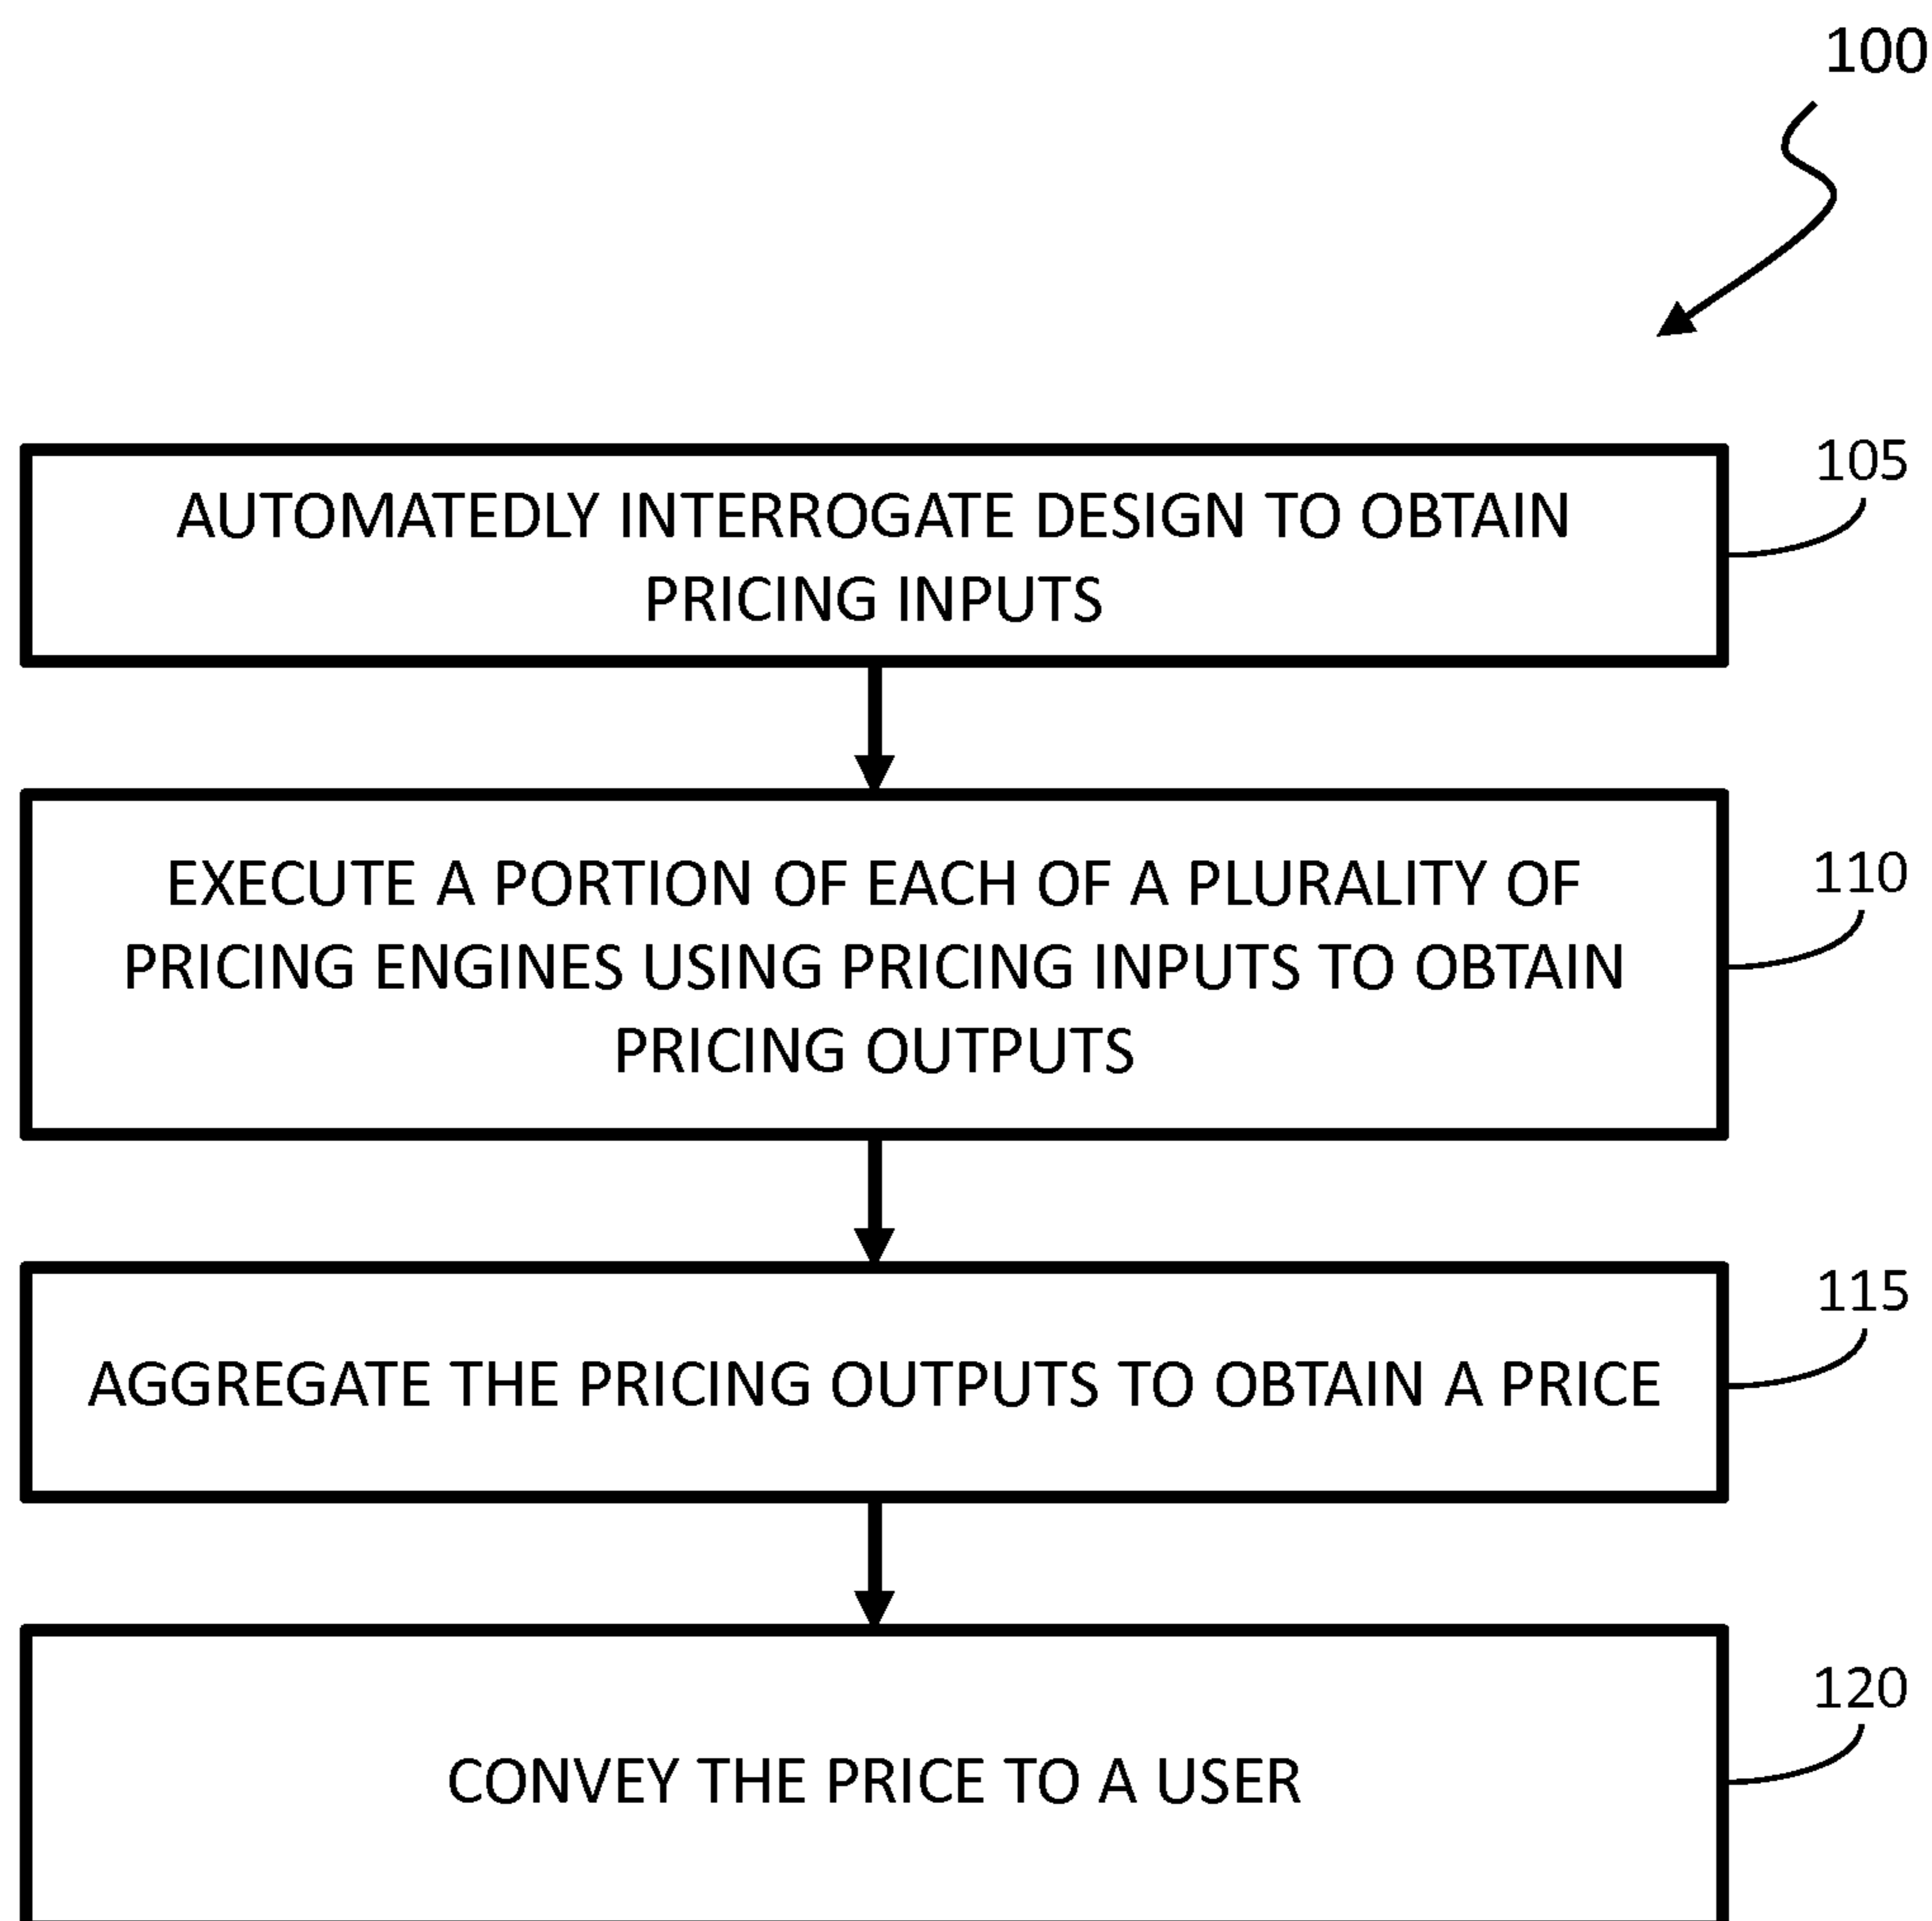 100
105
AUTOMATEDLY INTERROGATE DESIGN TO OBTAIN
PRICING INPUTS
110
EXECUTE A PORTION OF EACH OF A PLURALITY OF
PRICING ENGINES USING PRICING INPUTS TO OBTAIN
PRICING OUTPUTS
115
AGGREGATE THE PRICING OUTPUTS TO OBTAIN A PRICE
120
CONVEY THE PRICE TO A USER